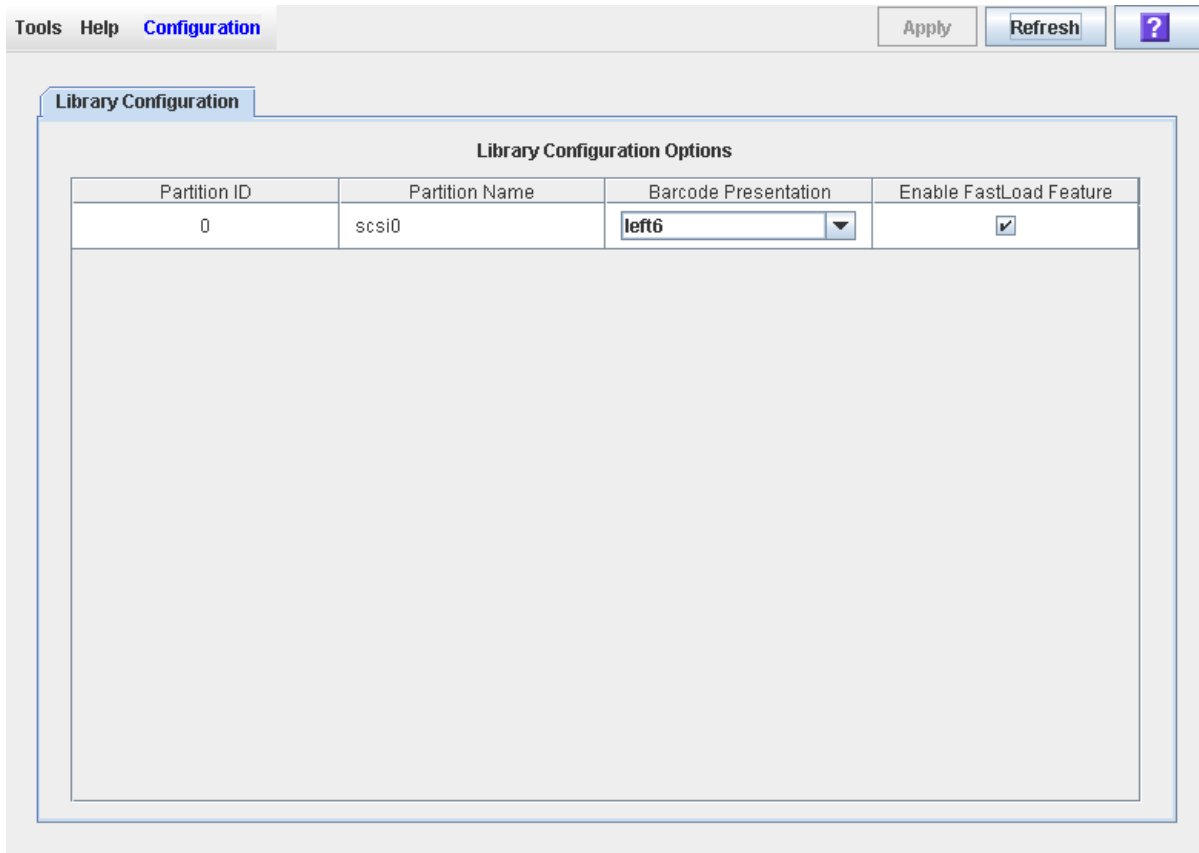 Tools Help Configuration Apply Refresh ?
Library Configuration
Library Configuration Options
Partition ID Partition Name Barcode Presentation Enable FastLoad Feature
0 scsi0 left6